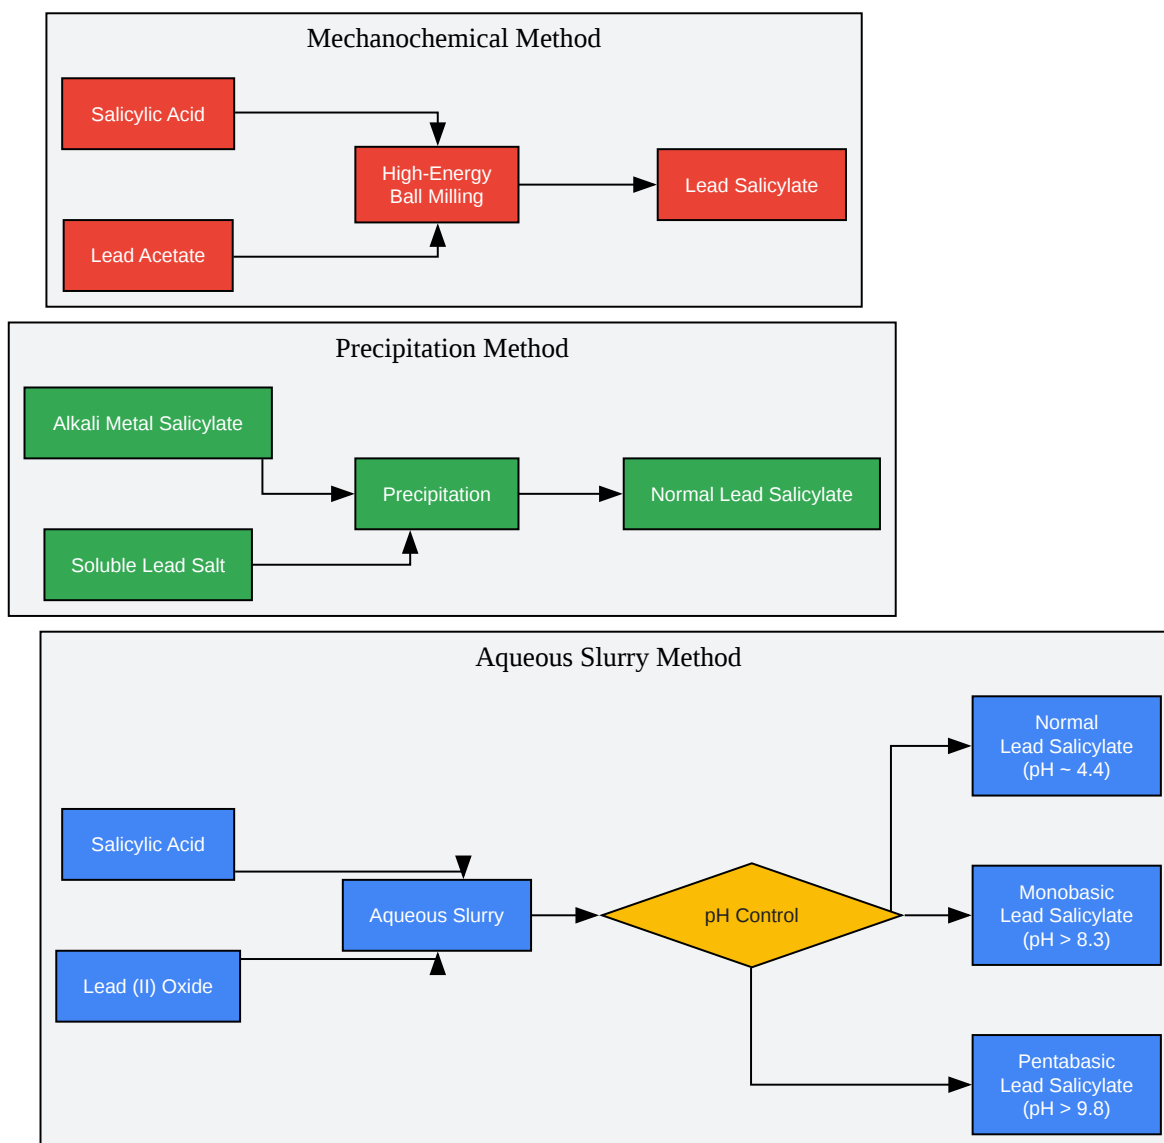 Mechanochemical Method
Salicylic Acid
High-Energy
Ball Milling
Lead Salicylate
Lead Acetate
Precipitation Method
Alkali Metal Salicylate
Precipitation
Normal Lead Salicylate
Soluble Lead Salt
Aqueous Slurry Method
Salicylic Acid
Lead (II) Oxide
Aqueous Slurry
pH Control
Normal
Lead Salicylate
(pH ~ 4.4)
Monobasic
Lead Salicylate
(pH > 8.3)
Pentabasic
Lead Salicylate
(pH > 9.8)